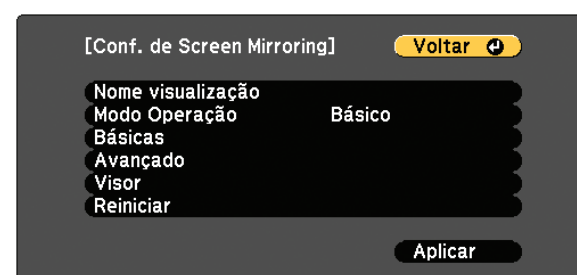 [Conf. de Screen Mirroring] Voltar
Nome visualização
Modo Operação Básico
Básicas
Avançado
Visor
Reiniciar
Aplicar